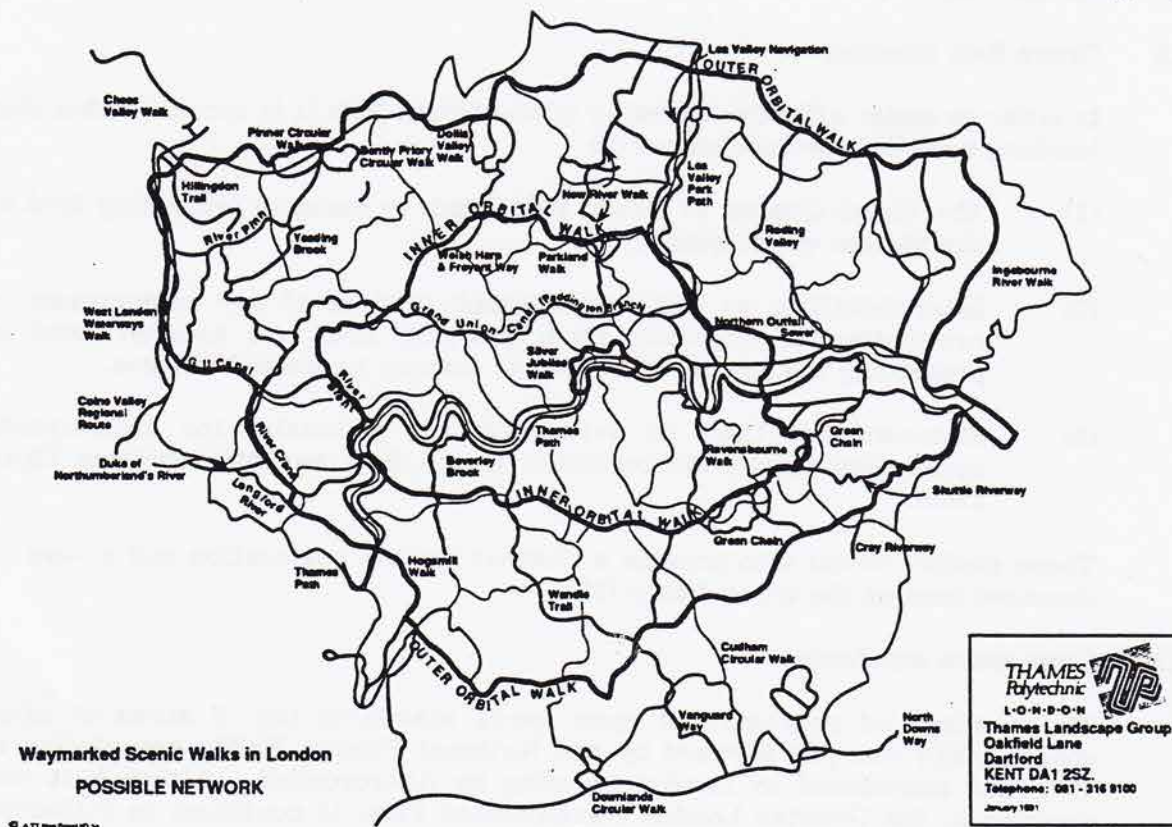 Lea Valley Navigation
OUTER ORBITAL WALK
Chess
Valley Walk
Pinner Circular
Walk
Bently Priory
Circular Walk
Dollis
Valley
Walk
Hillingdon
Trail
River Pinn
Yeading
Brook
New River Walk
Lea
Valley
Park
Path
Roding
Valley
Ingebourne
River Walk
INNER ORBITAL WALK
Welsh Harp
& Freyent Way
Parkland
Walk
West London
Waterways
Walk
Grand Union Canal (Paddington Branch)
Northern Outfall
Sewer
Silver
Jubilee
Walk
G U Canal
River Brent
Colne Valley
Regional
Route
River Crane
Thames
Path
Green
Chain
Duke of
Northumberland's River
Beverley
Brook
Ravensbourne
Walk
Longford
River
INNER ORBITAL WALK
Shuttle Riverway
Green Chain
Cray Riverway
Thames
Path
Hogsmill
Walk
Wandle
Trail
OUTER ORBITAL WALK
Cudham
Circular Walk
Vanguard
Way
North
Downs
Way
Downlands
Circular Walk
Waymarked Scenic Walks in London
POSSIBLE NETWORK
THAMES
Polytechnic
L·O·N·D·O·N
Thames Landscape Group
Oakfield Lane
Dartford
KENT DA1 2SZ.
Telephone: 081 - 316 9100
January 1991